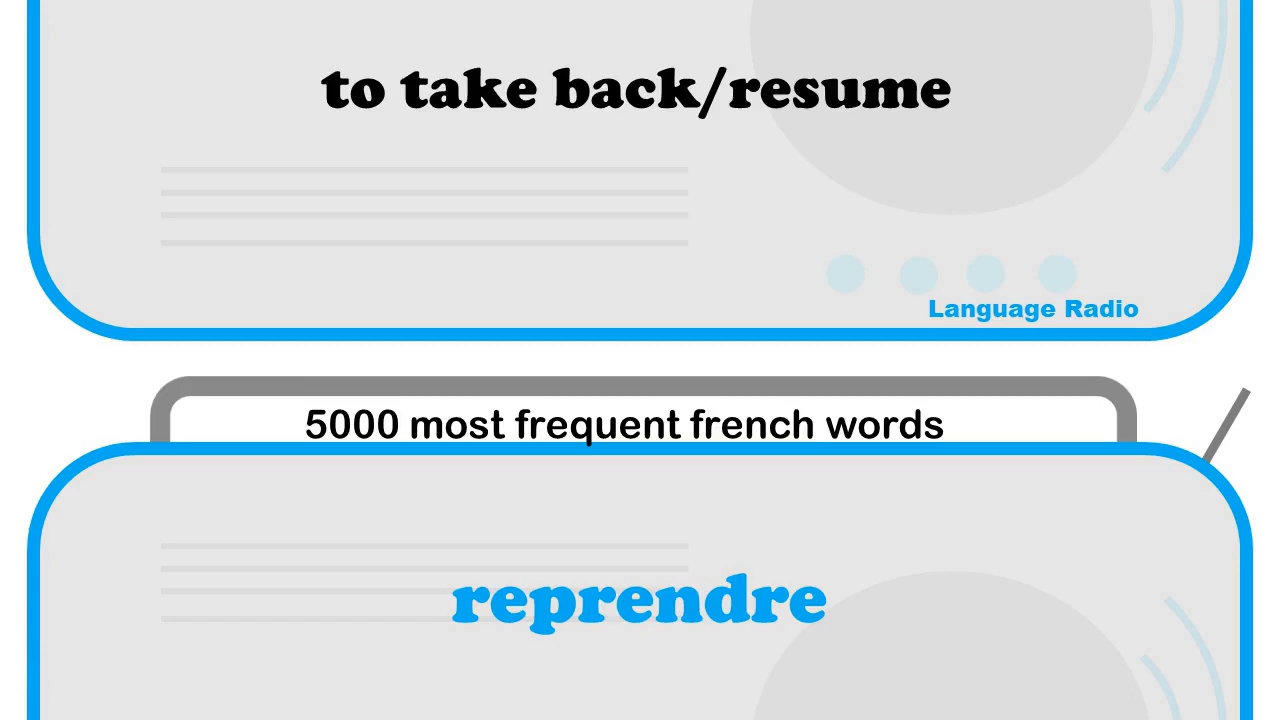 to take back/resume
Language Radio
5000 most frequent french words
reprendre